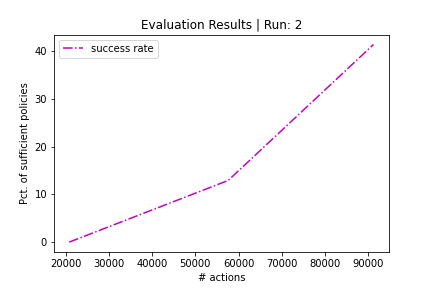 Evaluation Results | Run: 2
success rate
Pct. of sufficient policies
40
30
20
10
0
20000 30000 40000 50000 60000 70000 80000 90000
# actions